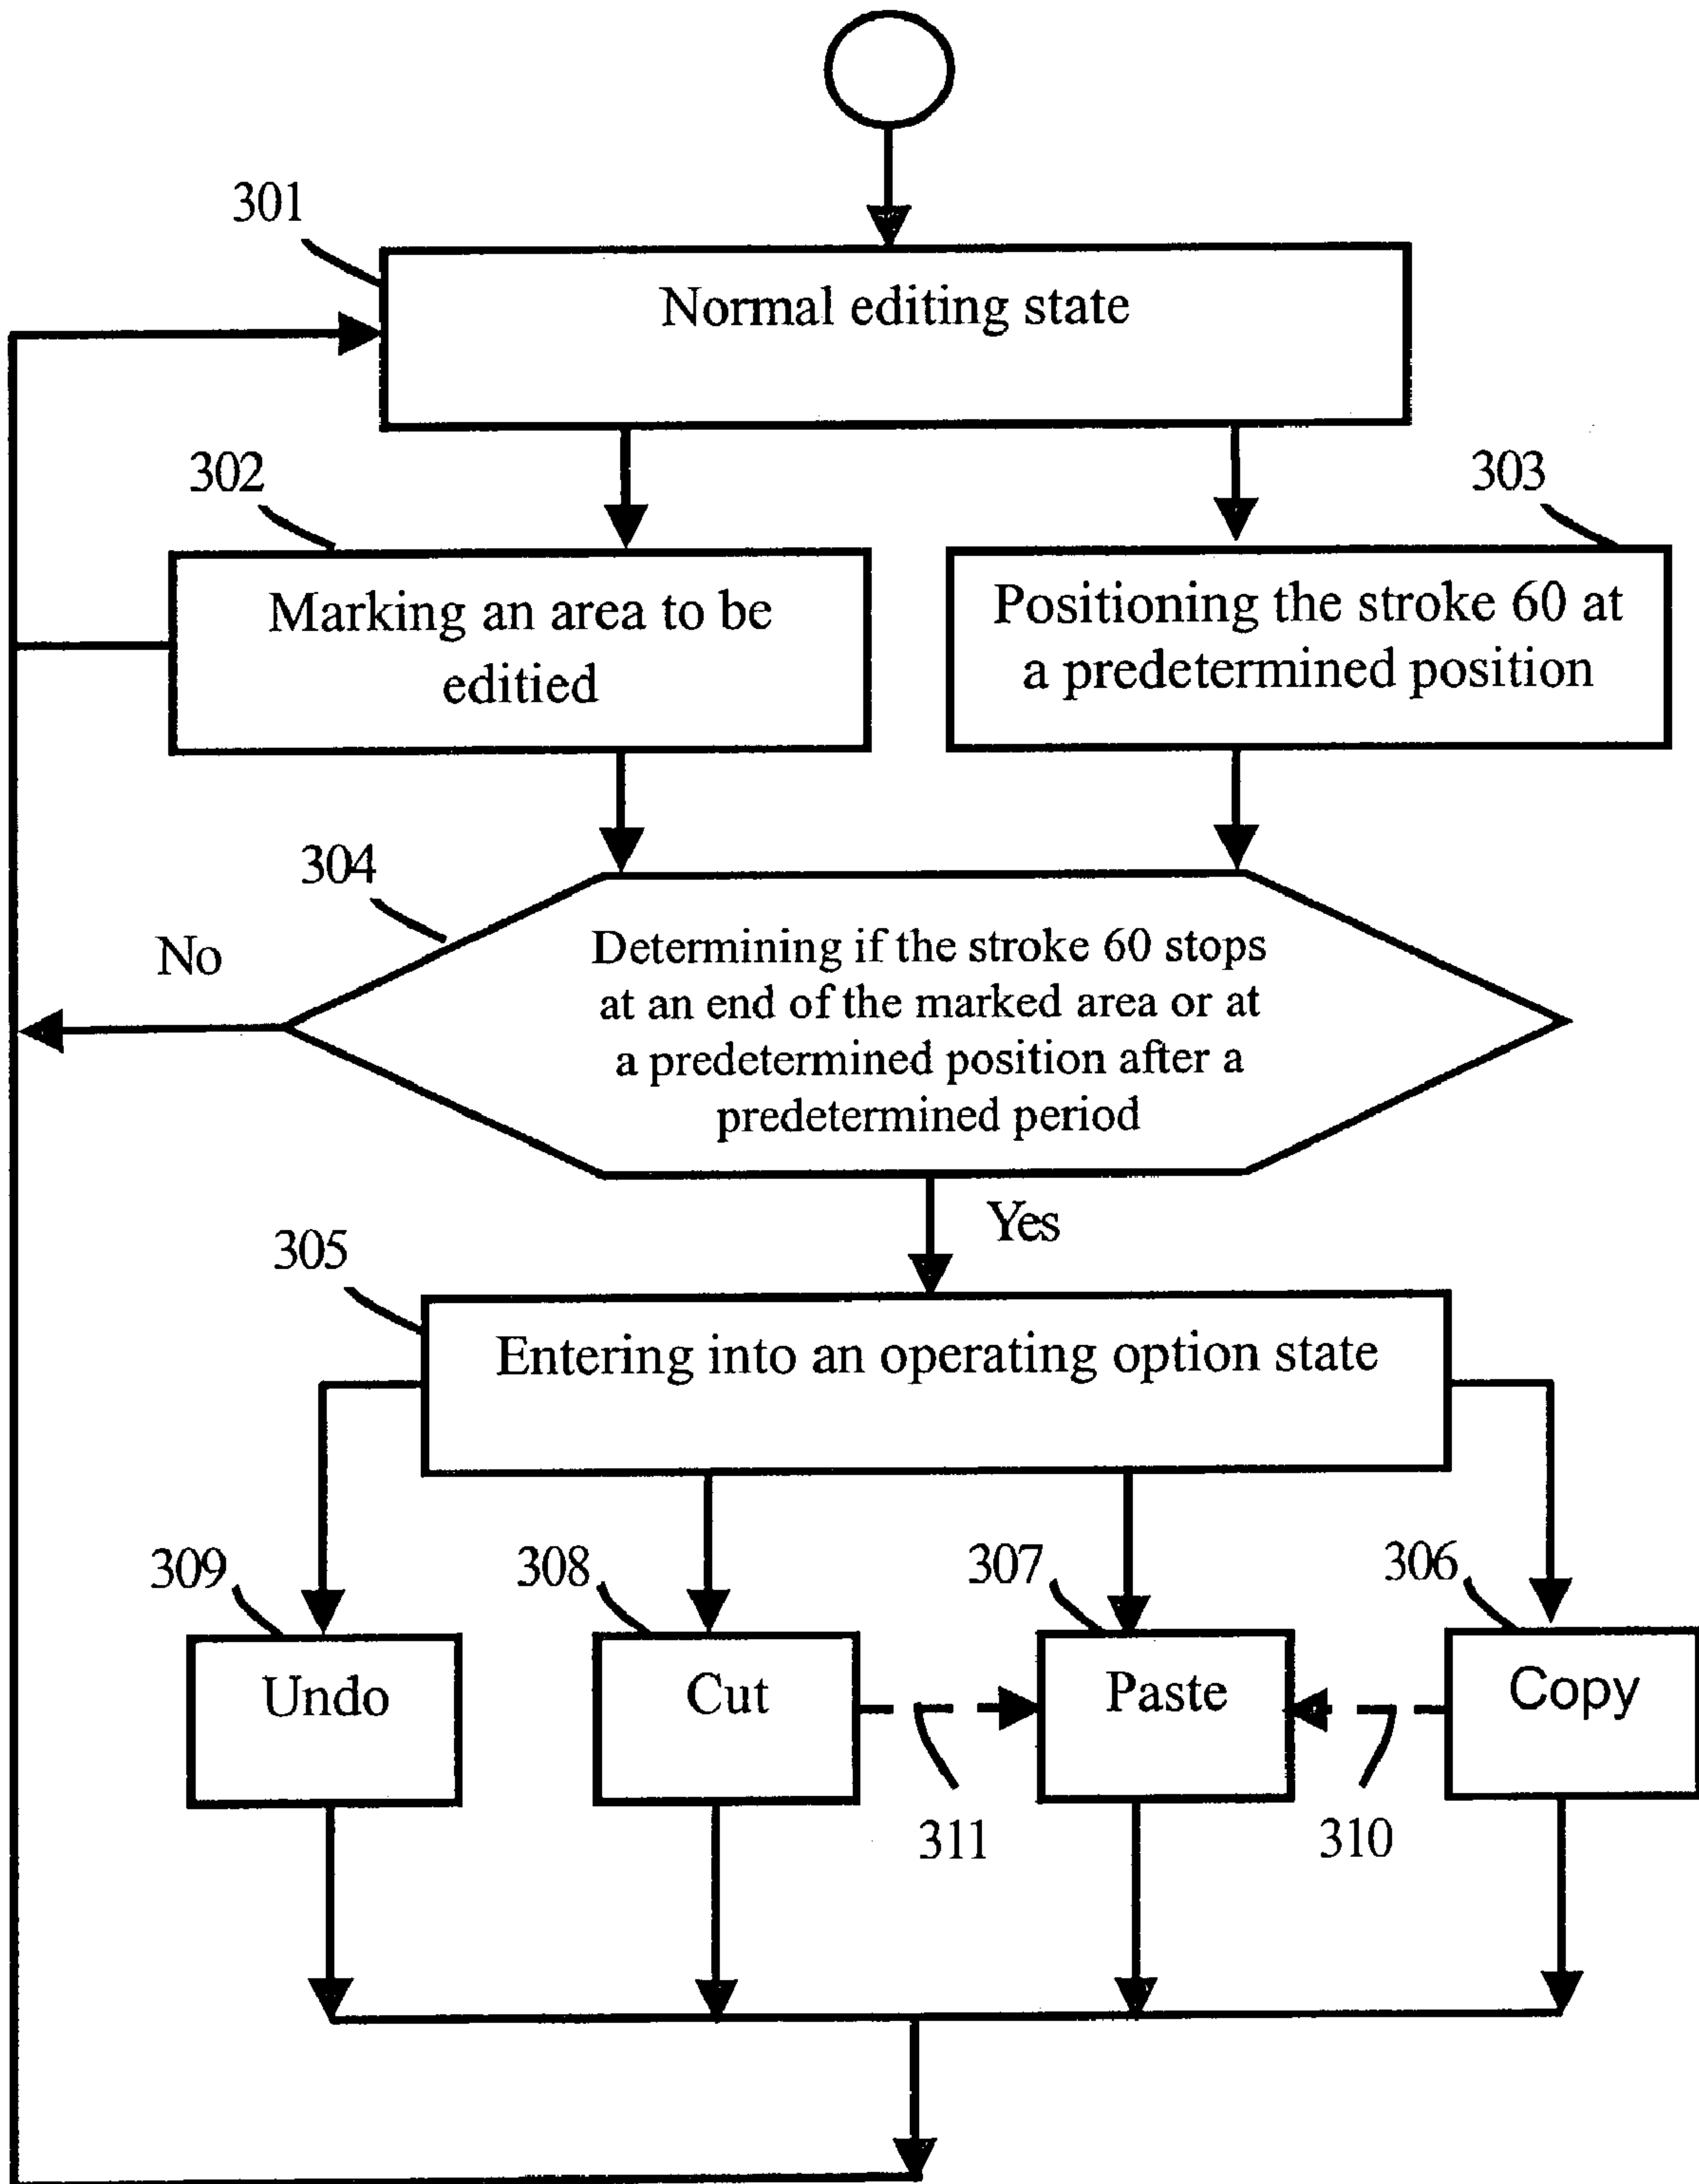 301
Normal editing state
302
303
Marking an area to be
editied
Positioning the stroke 60 at
a predetermined position
304
No
Determining if the stroke 60 stops
at an end of the marked area or at
a predetermined position after a
predetermined period
Yes
305
Entering into an operating option state
309
308
307
306
Undo
Cut
Paste
Copy
311
310